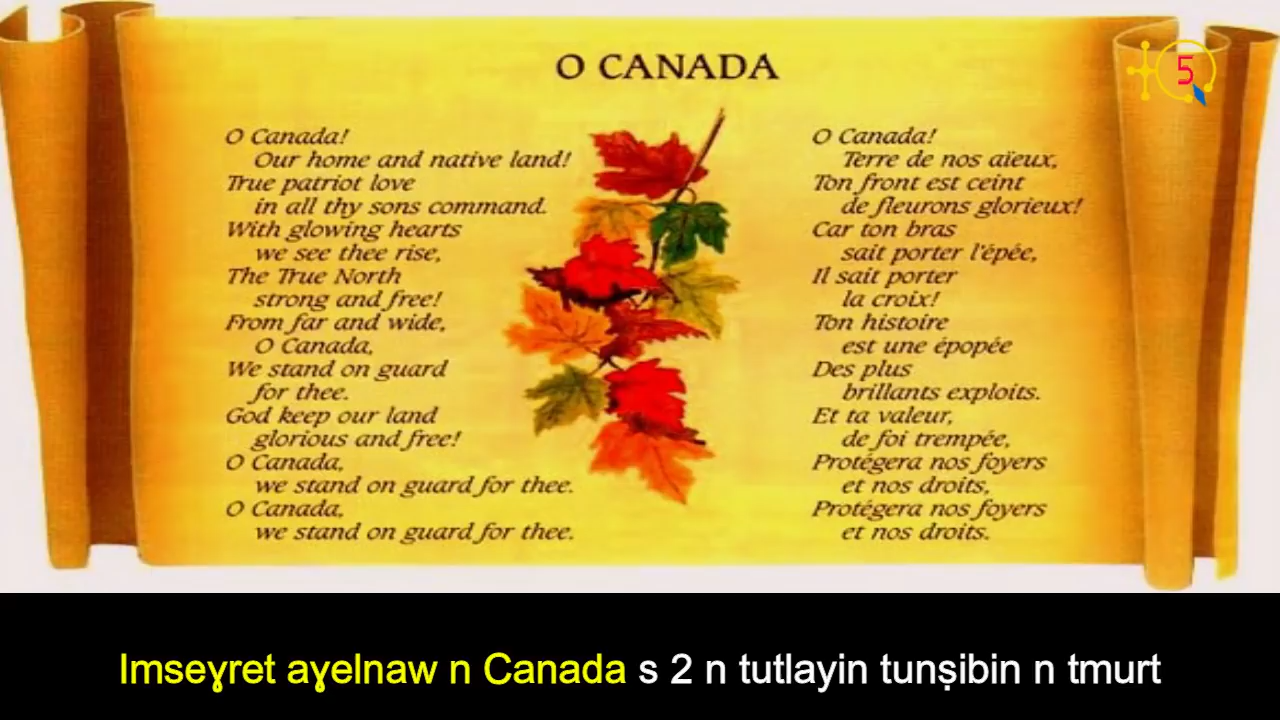 O CANADA
O Canada!
Our home and native land!
True patriot love
in all thy sons command.
With glowing hearts
we see thee rise,
The True North
strong and free!
From far and wide,
O Canada,
We stand on guard
for thee.
God keep our land
glorious and free!
O Canada,
we stand on guard for thee.
O Canada,
we stand on guard for thee.
O Canada!
Terre de nos aïeux,
Ton front est ceint
de fleurons glorieux!
Car ton bras
sait porter l'épée,
Il sait porter
la croix!
Ton histoire
est une épopée
Des plus
brillants exploits.
Et ta valeur,
de foi trempée,
Protégera nos foyers
et nos droits,
Protégera nos foyers
et nos droits.
5
Imseɣret aɣelnaw n Canada s 2 n tutlayin tunṣibin n tmurt